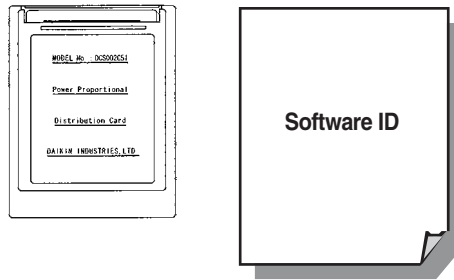 MODEL No. DCS002C51
Power Proportional
Distribution Card
DAIKIN INDUSTRIES,LTD
Software ID